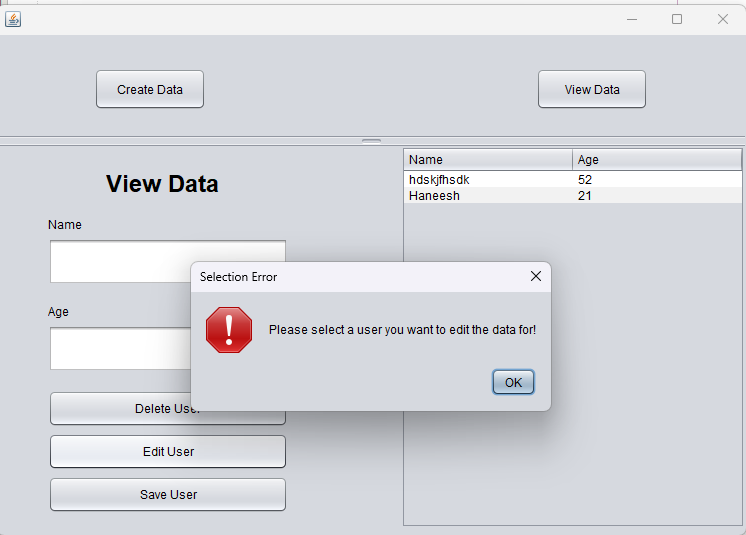 Create Data
View Data
View Data
Name
Age
Name Age
hdskjfhsdk 52
Haneesh 21
Selection Error
Please select a user you want to edit the data for!
OK
Delete Use
Edit User
Save User